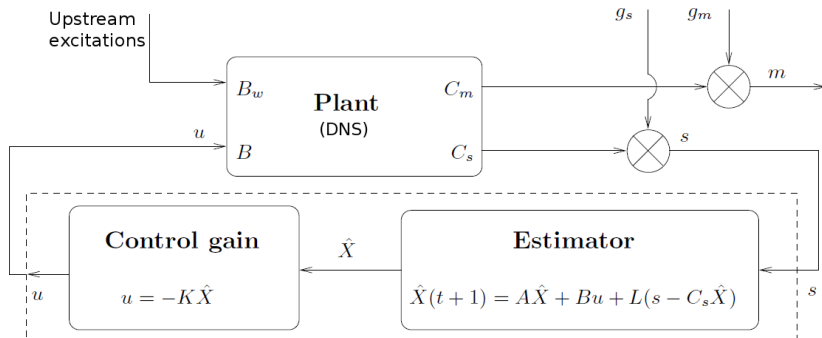 Upstream
excitations
g_s
g_m
B_w
C_m
m
Plant
(DNS)
u
B
C_s
s
Control gain
u = −KX̂
X̂
Estimator
X̂(t + 1) = AX̂ + Bu + L(s − C_sX̂)
u
s